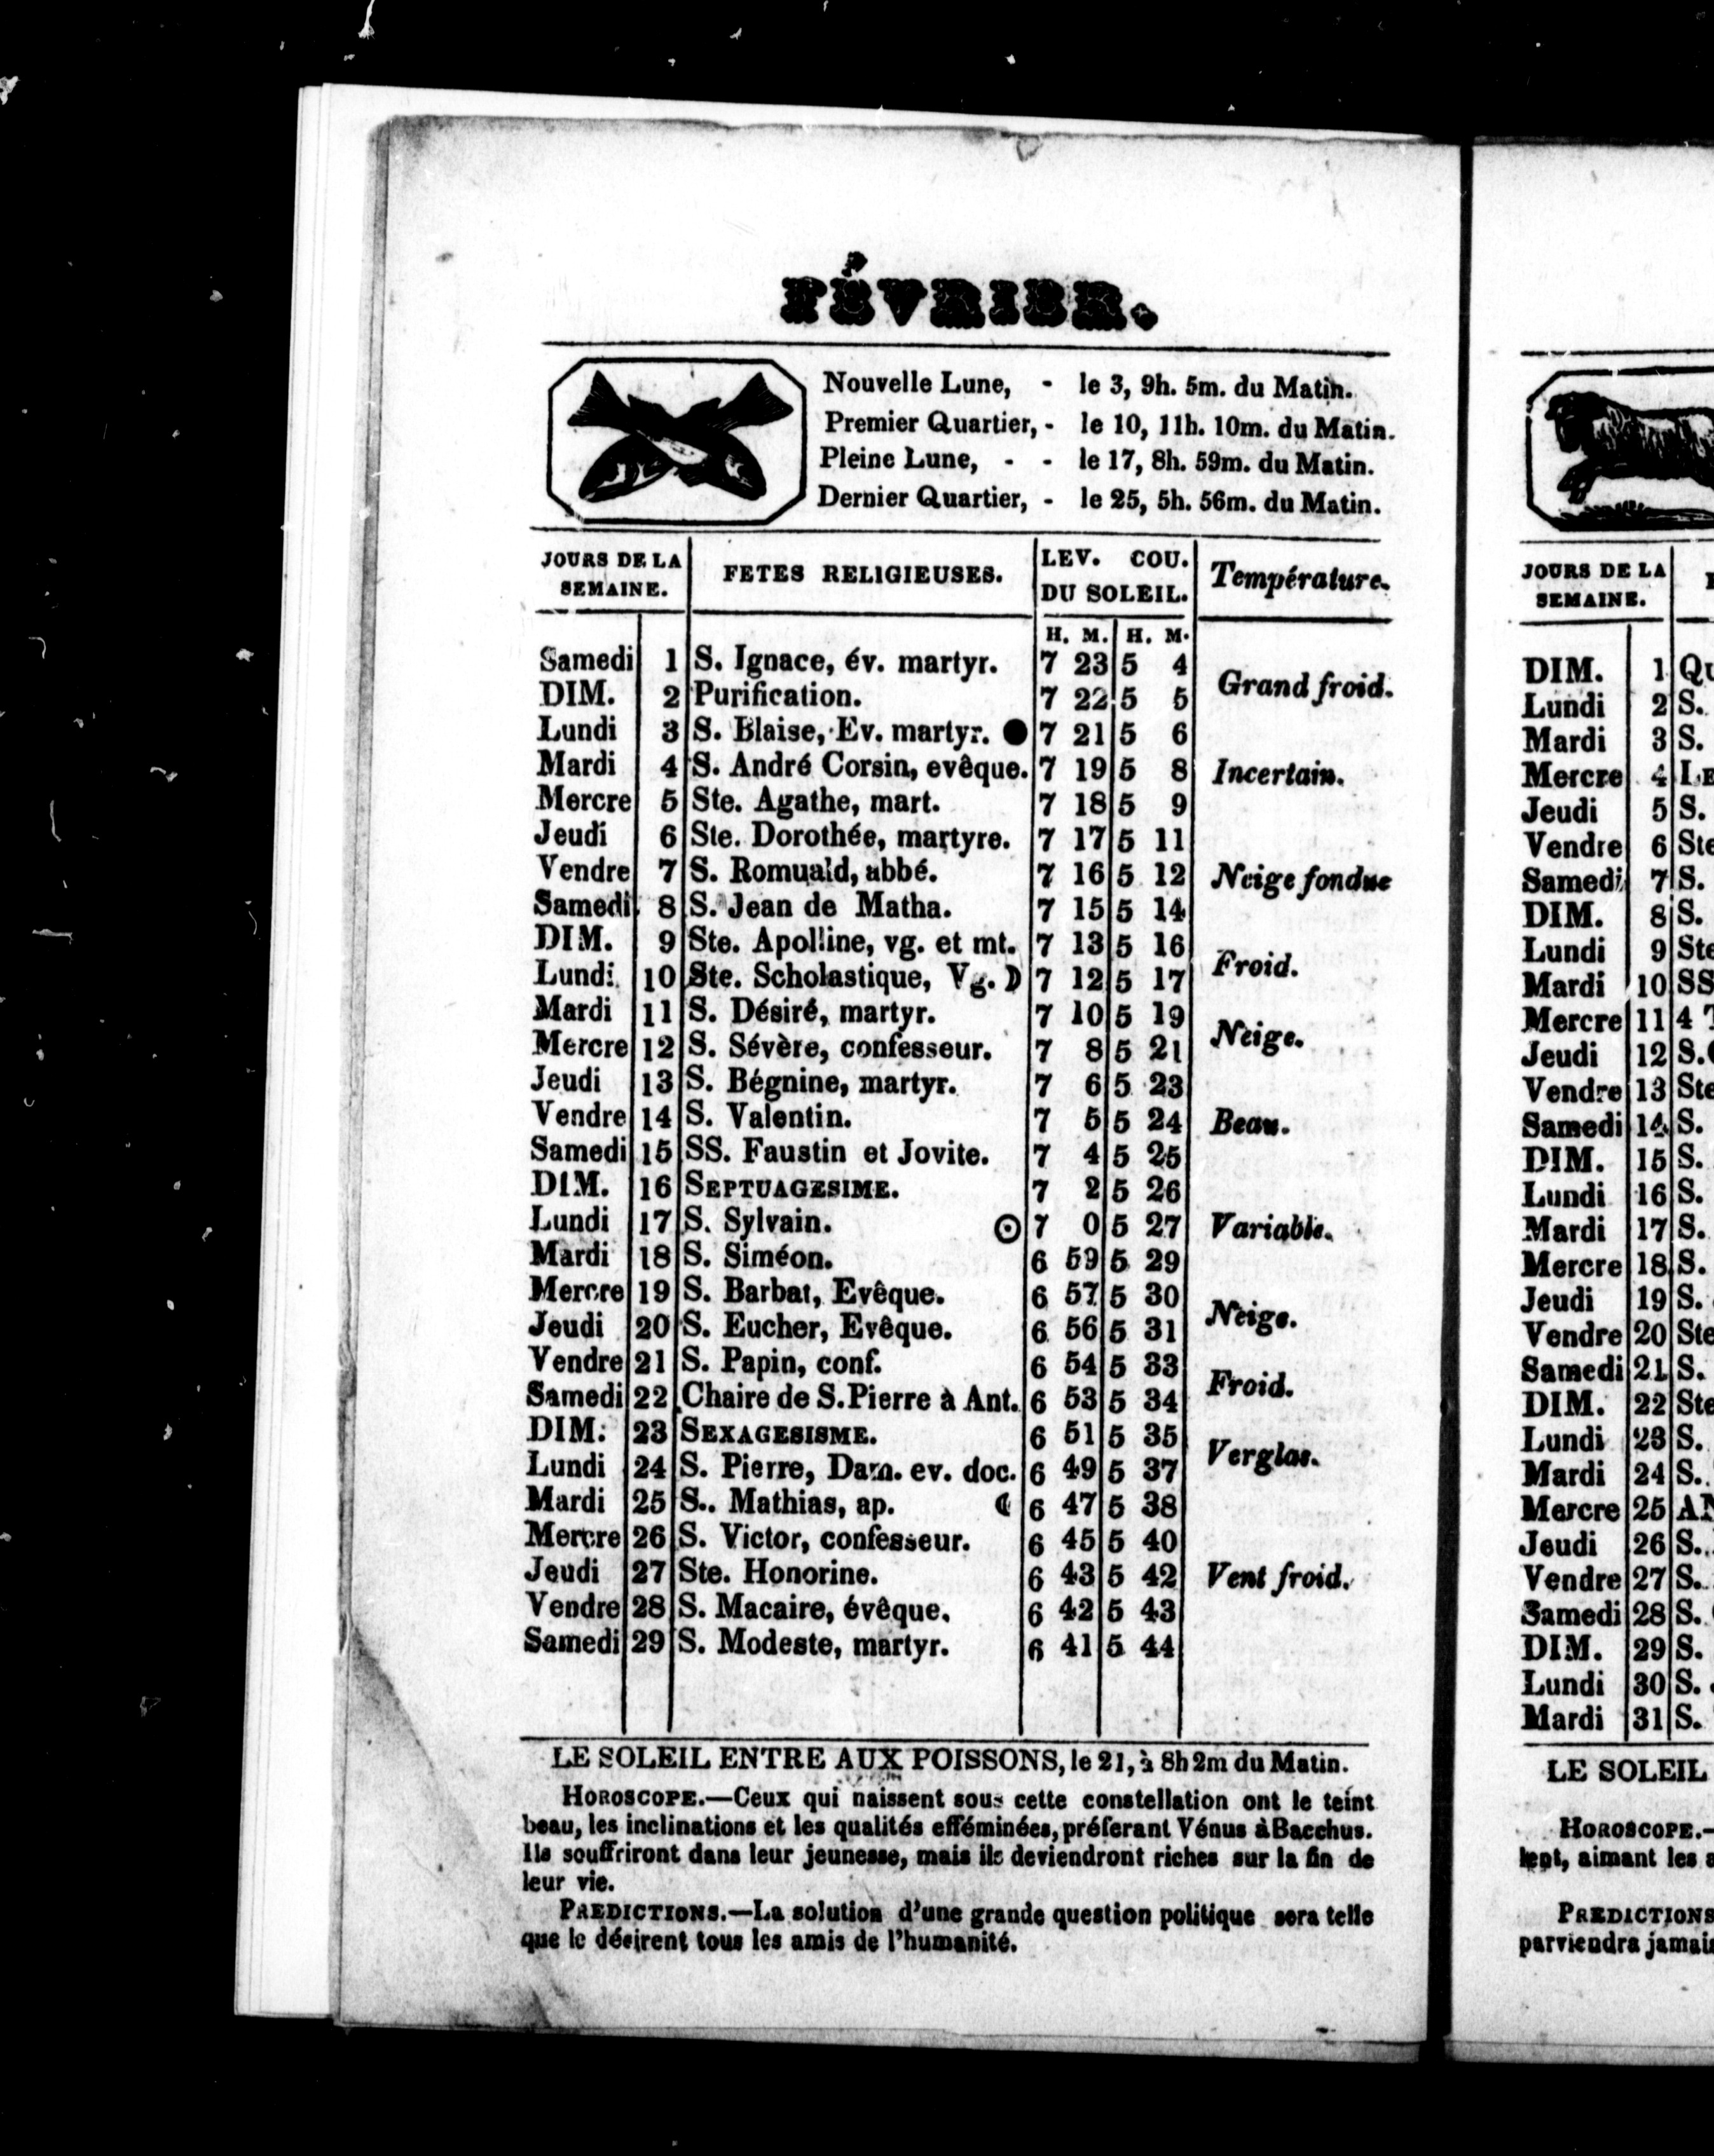 FÉVRIER.
Nouvelle Lune, - le 3, 9h. 5m. du Matin.
Premier Quartier, - le 10, 11h. 10m. du Matin.
Pleine Lune, - - le 17, 8h. 59m. du Matin.
Dernier Quartier, - le 25, 5h. 56m. du Matin.
JOURS DE LA SEMAINE. FETES RELIGIEUSES. LEV. COU. DU SOLEIL. Température.
H. M. H. M.
Samedi 1 S. Ignace, év. martyr. 7 23 5 4
Grand froid.
DIM. 2 Purification. 7 22 5 5
Lundi 3 S. Blaise, Ev. martyr. ● 7 21 5 6
Mardi 4 S. André Corsin, evêque. 7 19 5 8 Incertain.
Mercre 5 Ste. Agathe, mart. 7 18 5 9
Jeudi 6 Ste. Dorothée, martyre. 7 17 5 11
Vendre 7 S. Romuald, abbé. 7 16 5 12 Neige fondue
Samedi 8 S. Jean de Matha. 7 15 5 14
DIM. 9 Ste. Apolline, vg. et mt. 7 13 5 16
Froid.
Lundi 10 Ste. Scholastique, Vg. ☽ 7 12 5 17
Mardi 11 S. Désiré, martyr. 7 10 5 19
Neige.
Mercre 12 S. Sévère, confesseur. 7 8 5 21
Jeudi 13 S. Bégnine, martyr. 7 6 5 23
Vendre 14 S. Valentin. 7 5 5 24 Beau.
Samedi 15 SS. Faustin et Jovite. 7 4 5 25
DIM. 16 SEPTUAGESIME. 7 2 5 26
Lundi 17 S. Sylvain. ☉ 7 0 5 27 Variable.
Mardi 18 S. Siméon. 6 59 5 29
Mercre 19 S. Barbat, Evêque. 6 57 5 30
Neige.
Jeudi 20 S. Eucher, Evêque. 6 56 5 31
Vendre 21 S. Papin, conf. 6 54 5 33
Froid.
Samedi 22 Chaire de S. Pierre à Ant. 6 53 5 34
DIM. 23 SEXAGESISME. 6 51 5 35
Verglas.
Lundi 24 S. Pierre, Dam. ev. doc. 6 49 5 37
Mardi 25 S.. Mathias, ap. ☾ 6 47 5 38
Mercre 26 S. Victor, confesseur. 6 45 5 40
Jeudi 27 Ste. Honorine. 6 43 5 42 Vent froid.
Vendre 28 S. Macaire, évêque. 6 42 5 43
Samedi 29 S. Modeste, martyr. 6 41 5 44
LE SOLEIL ENTRE AUX POISSONS, le 21, à 8h 2m du Matin.
HOROSCOPE.—Ceux qui naissent sous cette constellation ont le teint
beau, les inclinations et les qualités efféminées, préferant Vénus à Bacchus.
Ils souffriront dans leur jeunesse, mais ils deviendront riches sur la fin de
leur vie.
PREDICTIONS.—La solution d'une grande question politique sera telle
que le désirent tous les amis de l'humanité.
JOURS DE LA
SEMAINE.
DIM. 1
Lundi 2 S.
Mardi 3 S.
Mercre 4
Jeudi 5 S.
Vendre 6 Ste
Samedi 7 S.
DIM. 8 S.
Lundi 9 Ste
Mardi 10 SS
Mercre 11 4
Jeudi 12 S.
Vendre 13 Ste
Samedi 14 S.
DIM. 15 S.
Lundi 16 S.
Mardi 17 S.
Mercre 18 S.
Jeudi 19 S.
Vendre 20 Ste
Samedi 21 S.
DIM. 22 Ste
Lundi 23 S.
Mardi 24 S.
Mercre 25
Jeudi 26 S.
Vendre 27 S.
Samedi 28 S.
DIM. 29 S.
Lundi 30 S.
Mardi 31 S.
LE SOLEIL
HOROSCOPE.—
lent, aimant les
PREDICTIONS
parviendra jamais